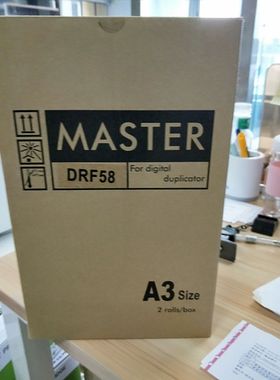 MASTER
DRF58
For digital
duplicator
A3 Size
2 rolls/box